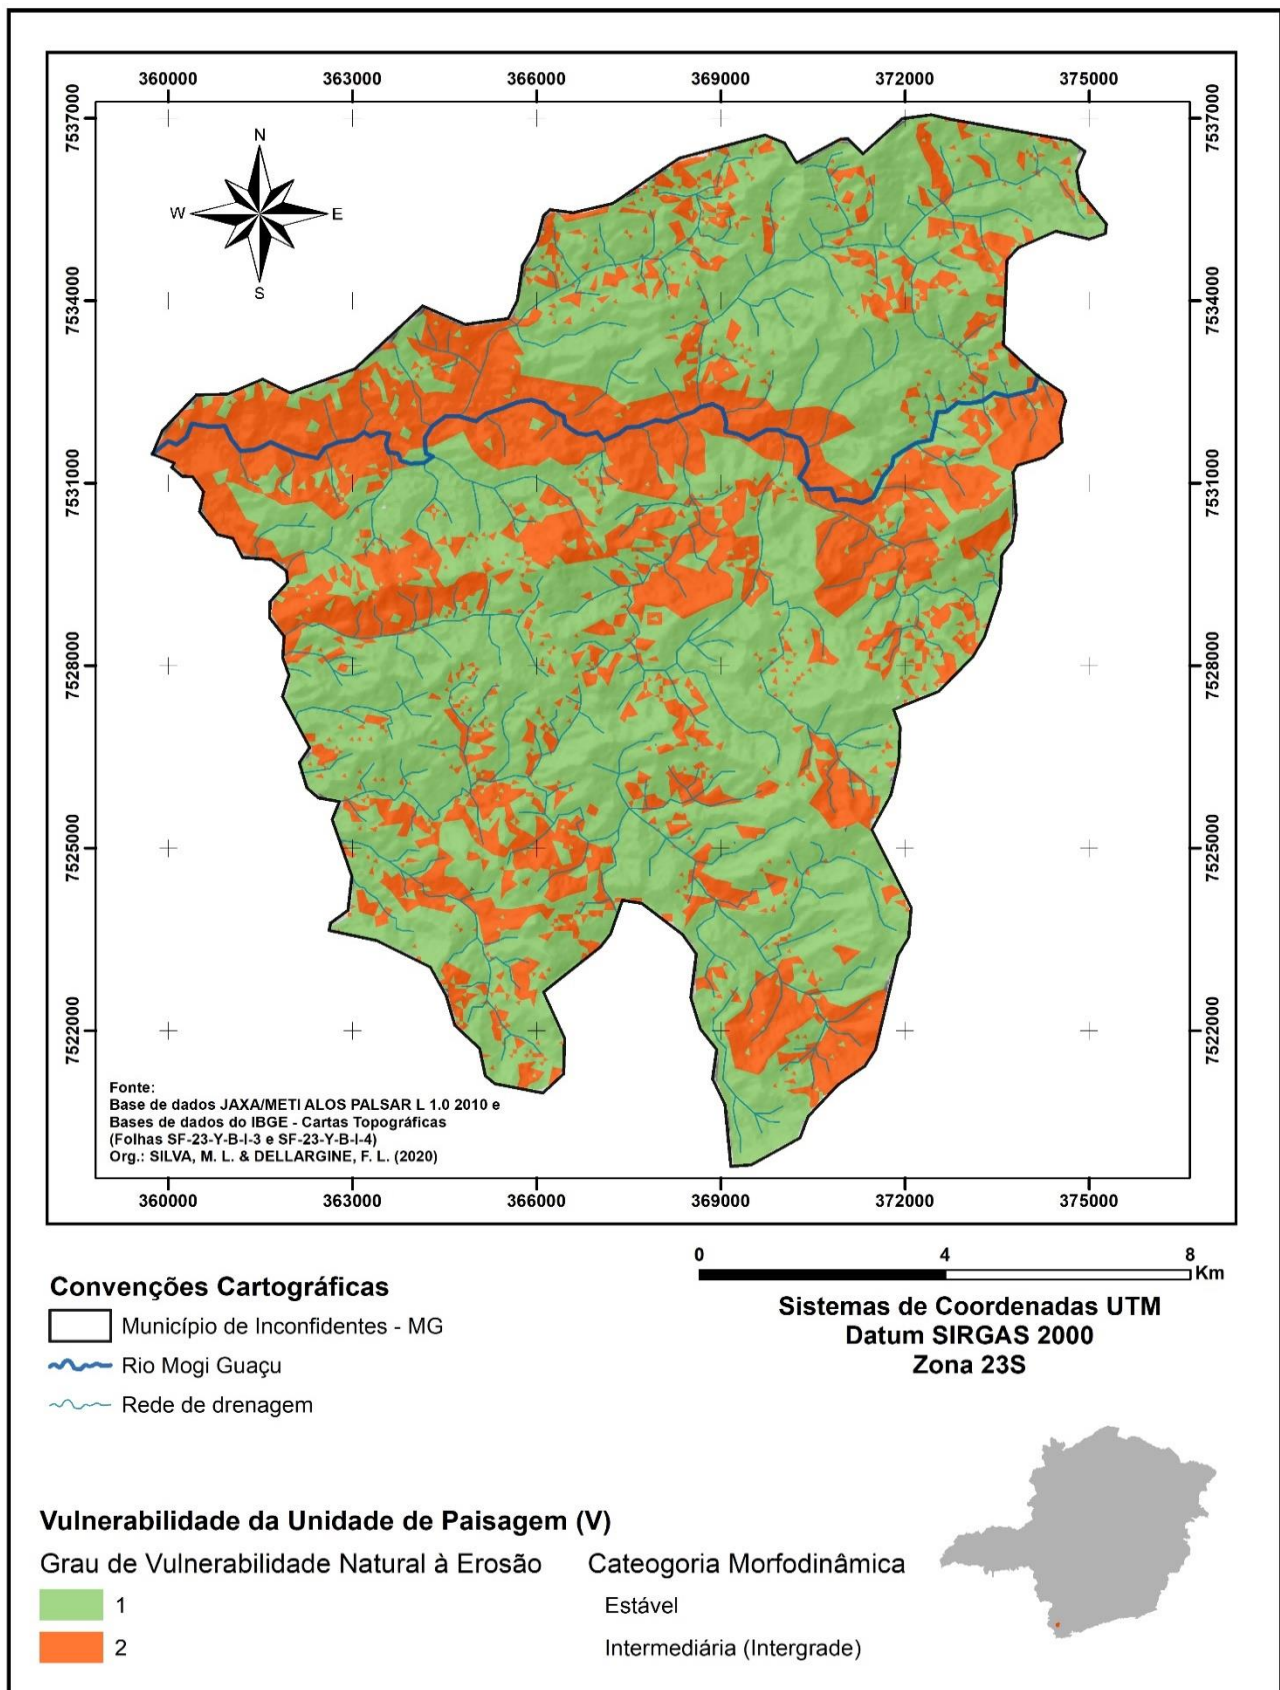 360000 363000 366000 369000 372000 375000
7537000 7537000
N
W E
S
7534000 7534000
7531000 7531000
7528000 7528000
7525000 7525000
7522000 7522000
Fonte:
Base de dados JAXA/METI ALOS PALSAR L 1.0 2010 e
Bases de dados do IBGE - Cartas Topográficas
(Folhas SF-23-Y-B-I-3 e SF-23-Y-B-I-4)
Org.: SILVA, M. L. & DELLARGINE, F. L. (2020)
360000 363000 366000 369000 372000 375000
0 4 8
Km
Convenções Cartográficas
Município de Inconfidentes - MG
Rio Mogi Guaçu
Rede de drenagem
Sistemas de Coordenadas UTM
Datum SIRGAS 2000
Zona 23S
Vulnerabilidade da Unidade de Paisagem (V)
Grau de Vulnerabilidade Natural à Erosão Cateogoria Morfodinâmica
1 Estável
2 Intermediária (Intergrade)